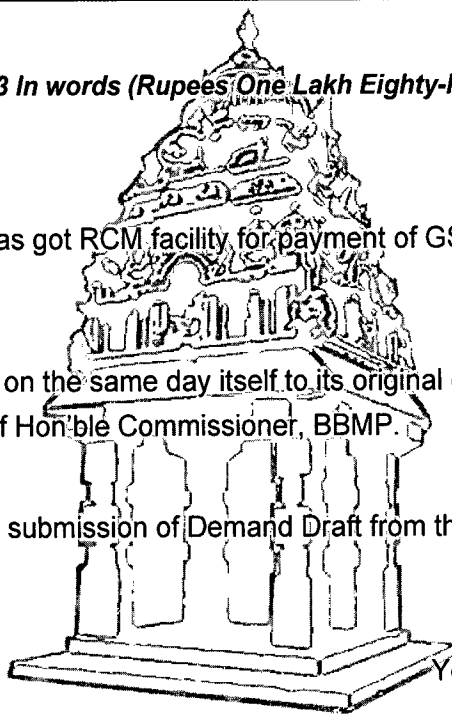 3 In words (Rupees One Lakh Eighty-
as got RCM facility for payment of GS
on the same day itself to its original
f Hon'ble Commissioner, BBMP.
submission of Demand Draft from th
Yo